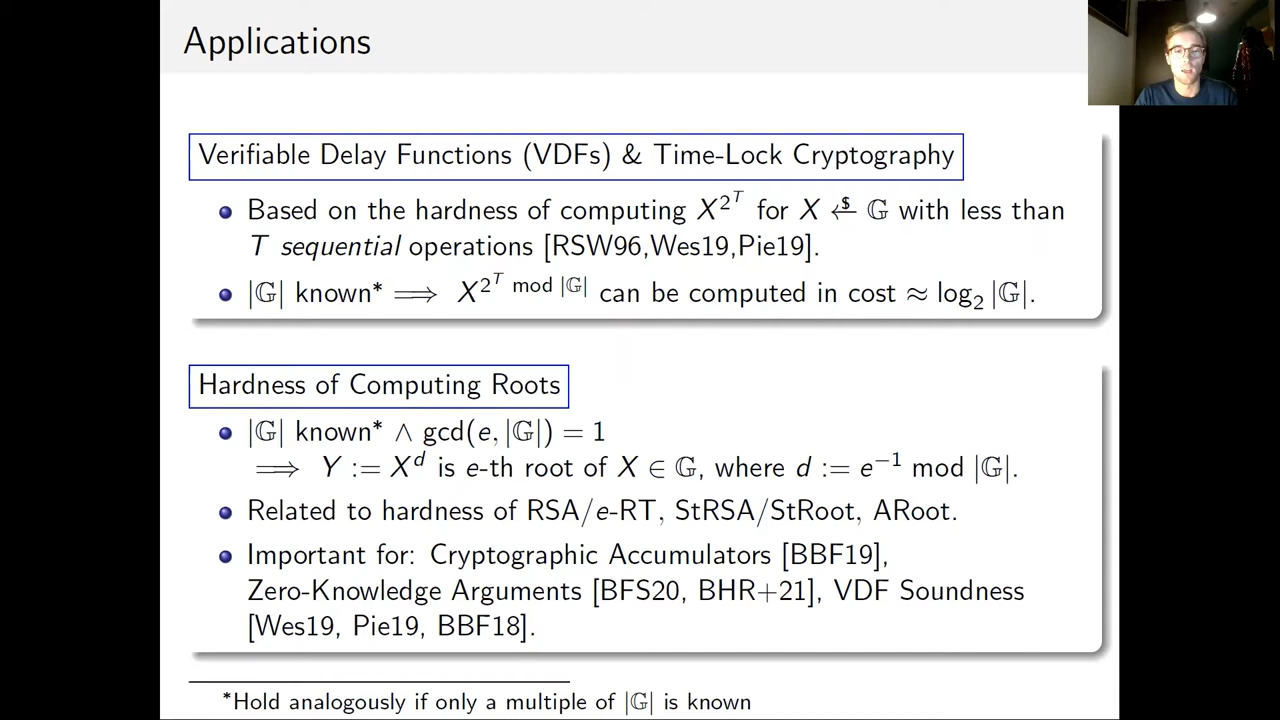 Applications
Verifiable Delay Functions (VDFs) & Time-Lock Cryptography
Based on the hardness of computing X^{2^T} for X ←$ 𝔾 with less than
T sequential operations [RSW96,Wes19,Pie19].
|𝔾| known* ⟹ X^{2^T mod |𝔾|} can be computed in cost ≈ log₂ |𝔾|.
Hardness of Computing Roots
|𝔾| known* ∧ gcd(e, |𝔾|) = 1
⟹ Y := X^d is e-th root of X ∈ 𝔾, where d := e^{−1} mod |𝔾|.
Related to hardness of RSA/e-RT, StRSA/StRoot, ARoot.
Important for: Cryptographic Accumulators [BBF19],
Zero-Knowledge Arguments [BFS20, BHR+21], VDF Soundness
[Wes19, Pie19, BBF18].
*Hold analogously if only a multiple of |𝔾| is known